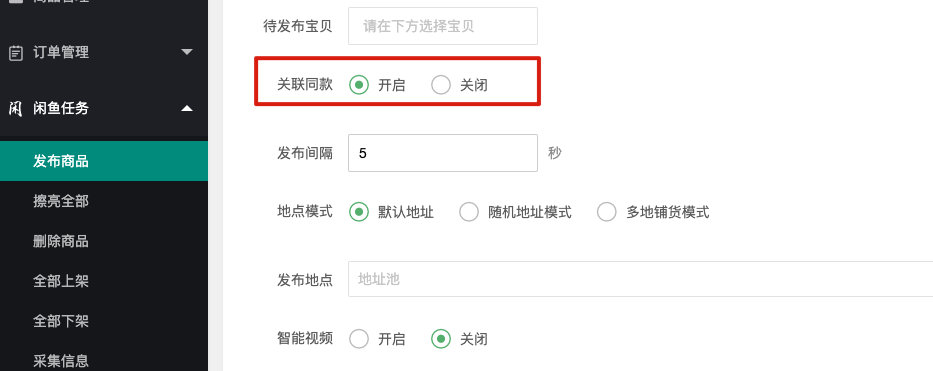 订单管理
闲鱼任务
发布商品
擦亮全部
删除商品
全部上架
全部下架
采集信息
待发布宝贝 请在下方选择宝贝
关联同款 开启 关闭
发布间隔 5 秒
地点模式 默认地址 随机地址模式 多地铺货模式
发布地点 地址池
智能视频 开启 关闭